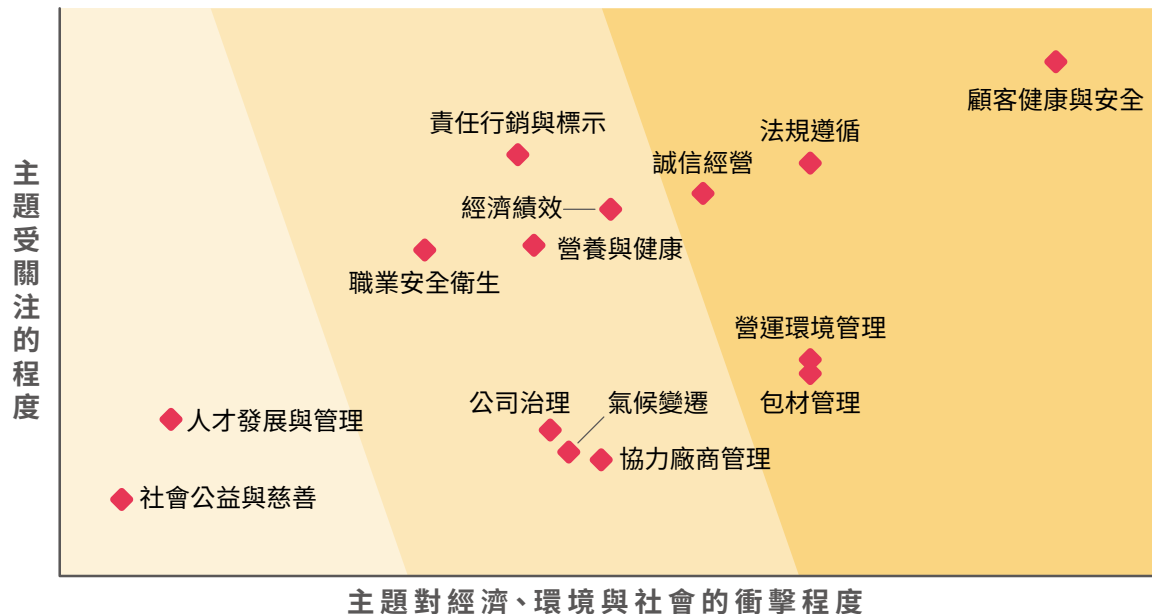 主題受關注的程度
顧客健康與安全
責任行銷與標示
法規遵循
誠信經營
經濟績效
營養與健康
職業安全衛生
營運環境管理
包材管理
公司治理
氣候變遷
人才發展與管理
協力廠商管理
社會公益與慈善
主題對經濟、環境與社會的衝擊程度